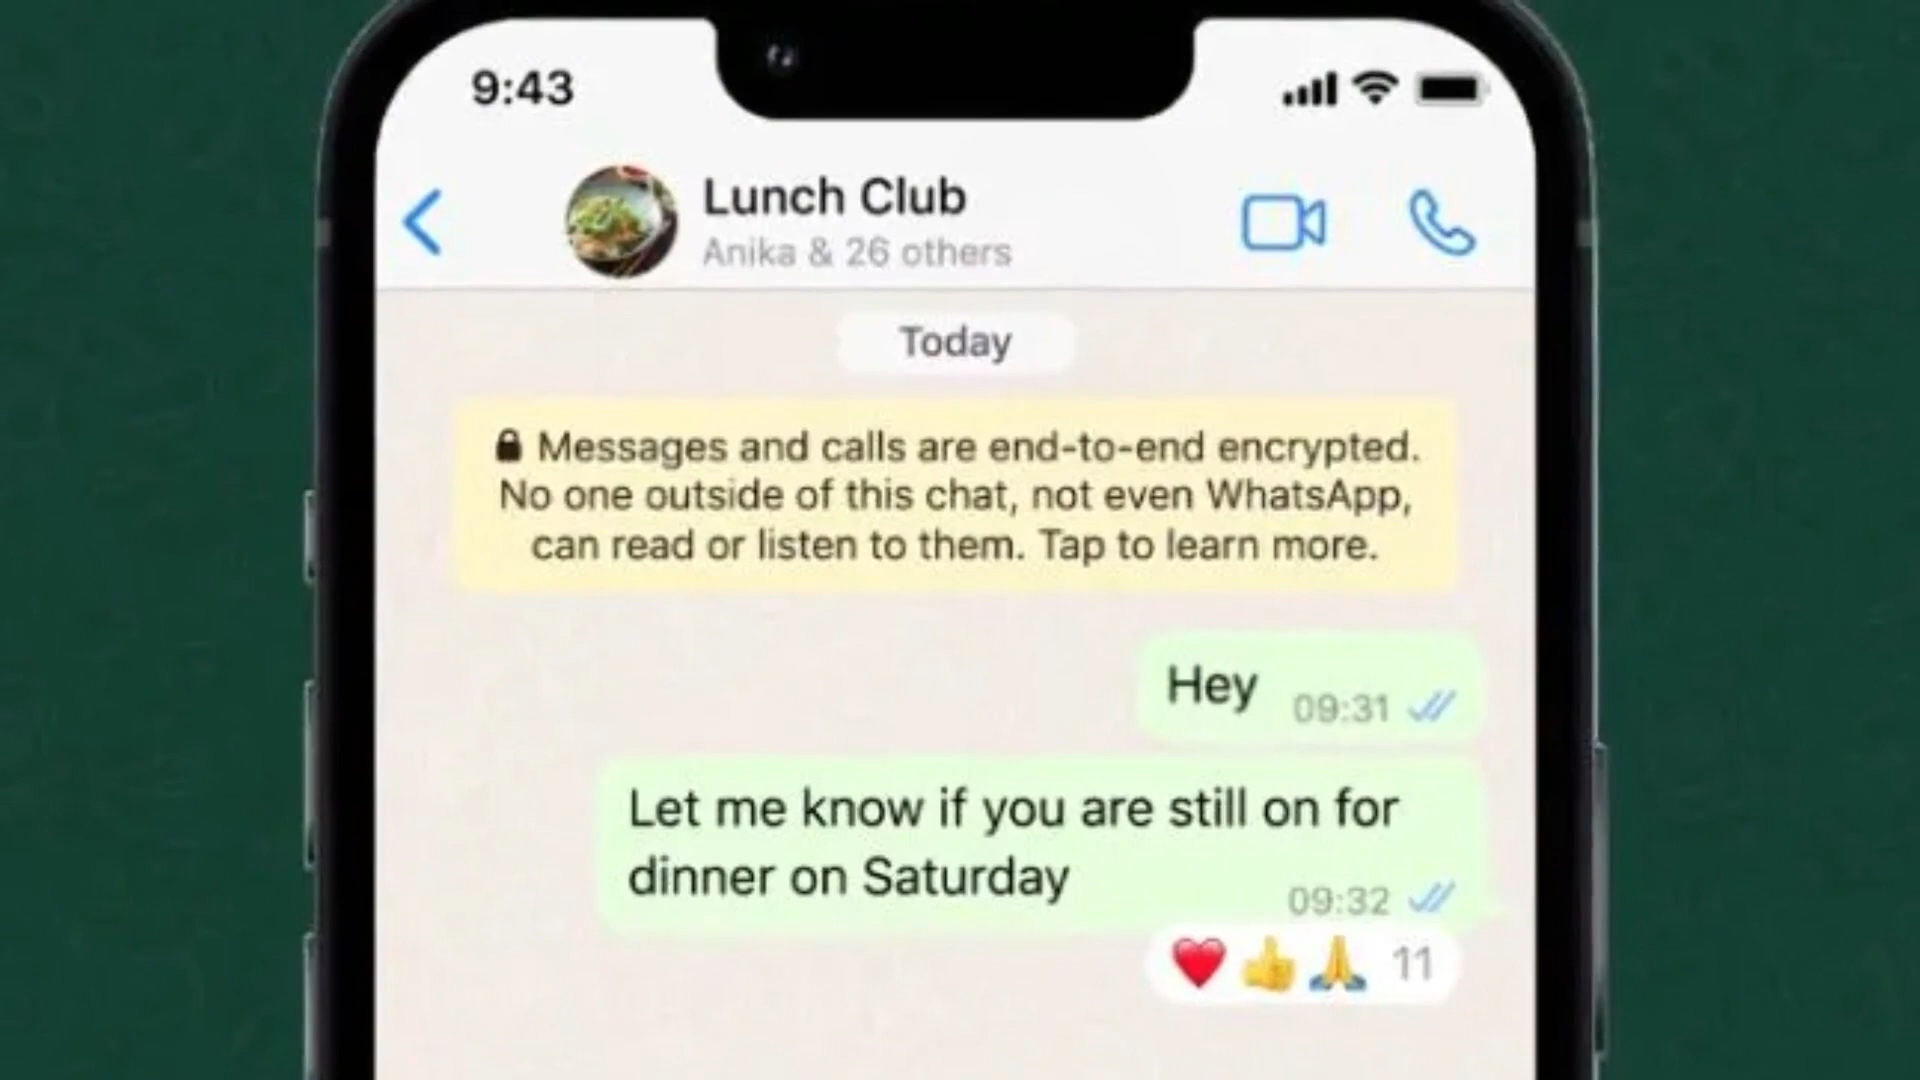 9:43
Lunch Club
Anika & 26 others
Today
🔒 Messages and calls are end-to-end encrypted.
No one outside of this chat, not even WhatsApp,
can read or listen to them. Tap to learn more.
Hey 09:31
Let me know if you are still on for
dinner on Saturday
09:32
❤️👍🙏 11